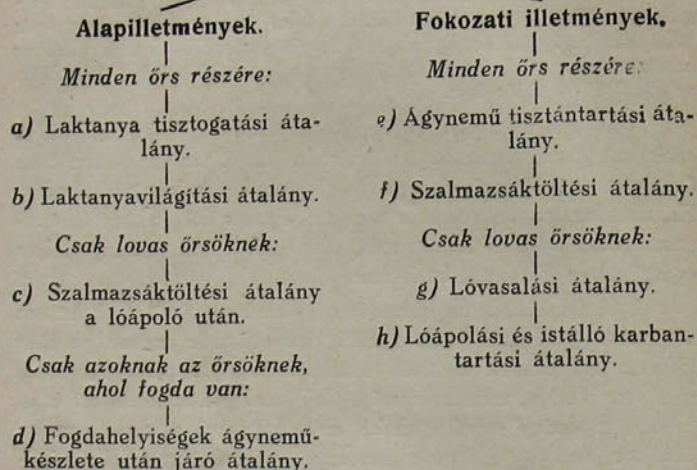 Alapilletmények.
Minden őrs részére:
a) Laktanya tisztogatási áta-
lány.
b) Laktanyavilágítási átalány.
Csak lovas őrsöknek:
c) Szalmazsáktöltési átalány
a lóápoló után.
Csak azoknak az őrsöknek,
ahol fogda van:
d) Fogdahelyiségek ágynemű-
készlete után járó átalány.
Fokozati illetmények.
Minden őrs részére:
e) Ágynemű tisztántartási áta-
lány.
f) Szalmazsáktöltési átalány.
Csak lovas őrsöknek:
g) Lóvasalási átalány.
h) Lóápolási és istálló karban-
tartási átalány.